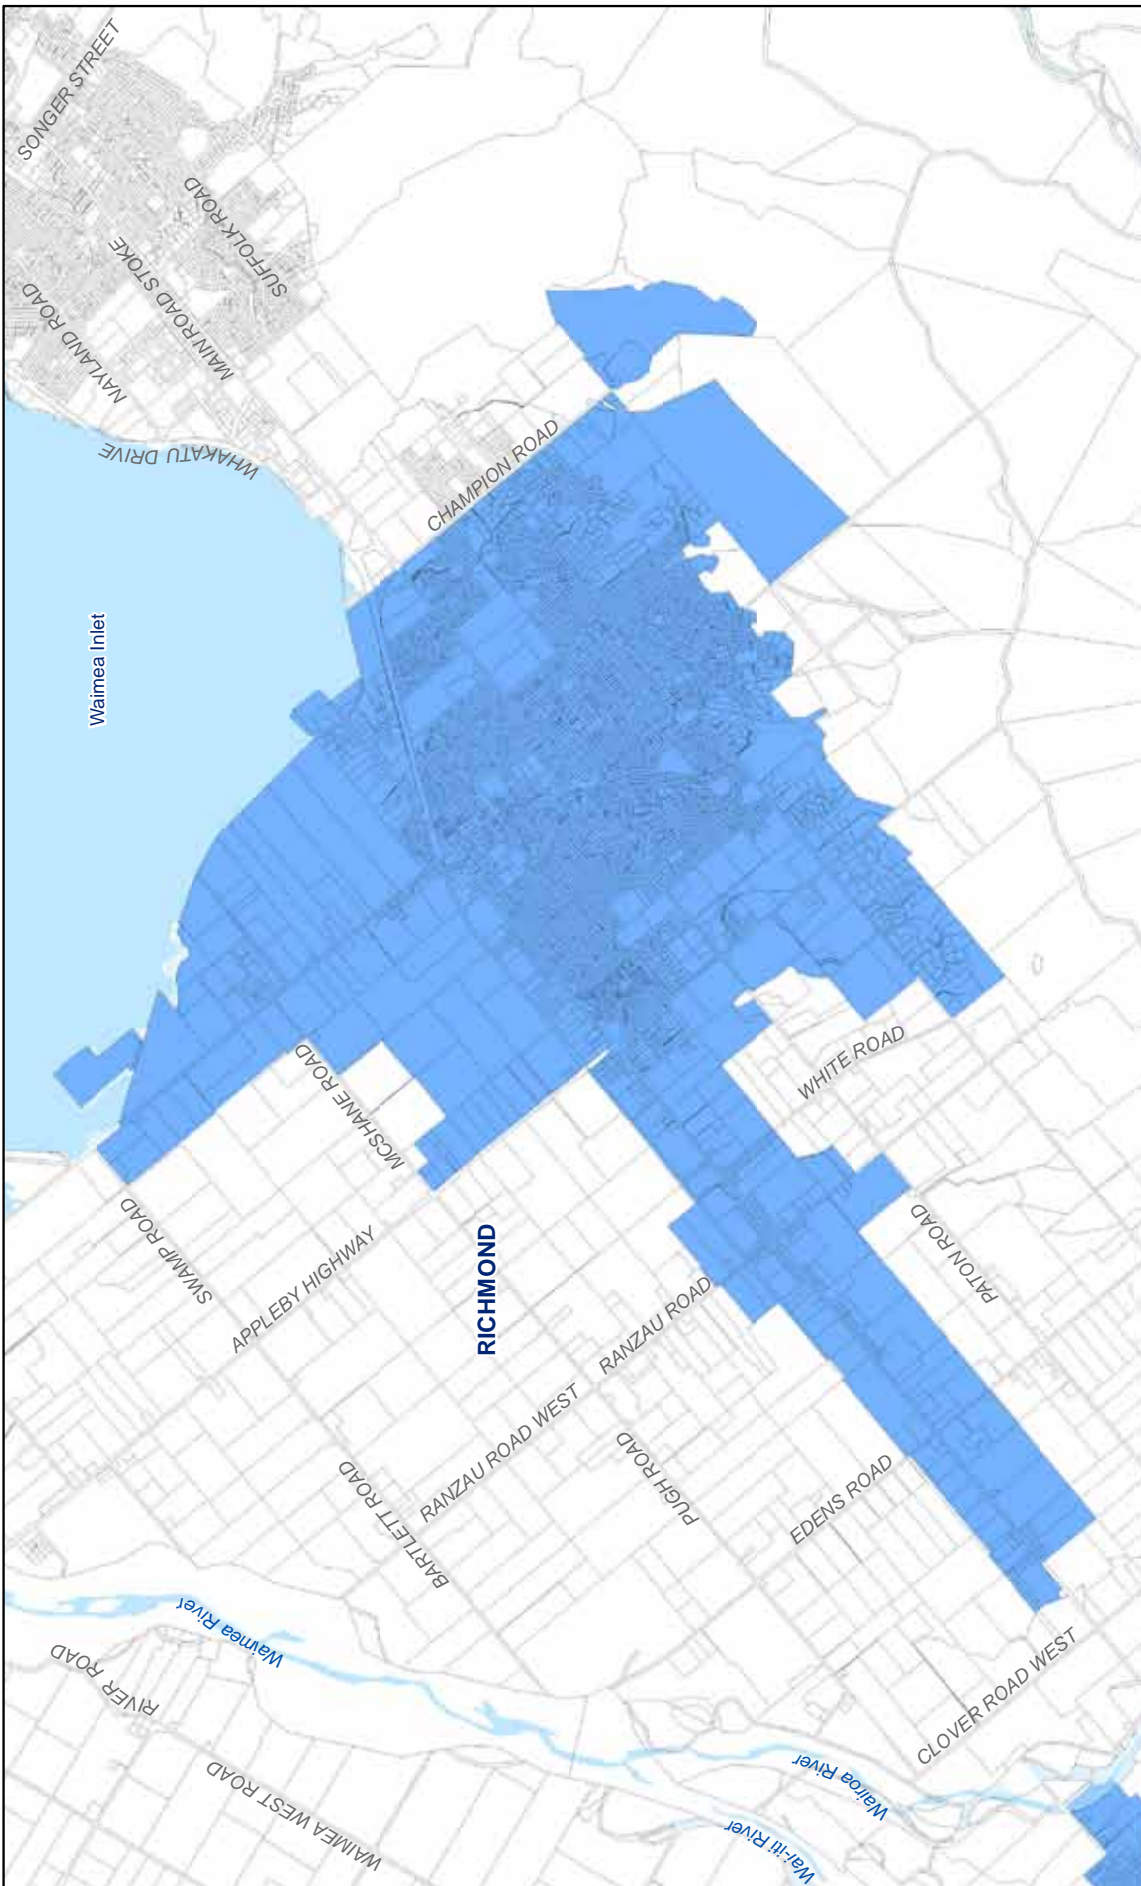 SONGER STREET
SUFFOLK ROAD
MAIN ROAD STOKE
NAYLAND ROAD
WHAKATU DRIVE
CHAMPION ROAD
Waimea Inlet
WHITE ROAD
MCSHANE ROAD
SWAMP ROAD
APPLEBY HIGHWAY
RICHMOND
PATON ROAD
RANZAU ROAD
RANZAU ROAD WEST
BARTLETT ROAD
PUGH ROAD
EDENS ROAD
Waimea River
RIVER ROAD
CLOVER ROAD WEST
WAIMEA WEST ROAD
Wairoa River
Wai-iti River